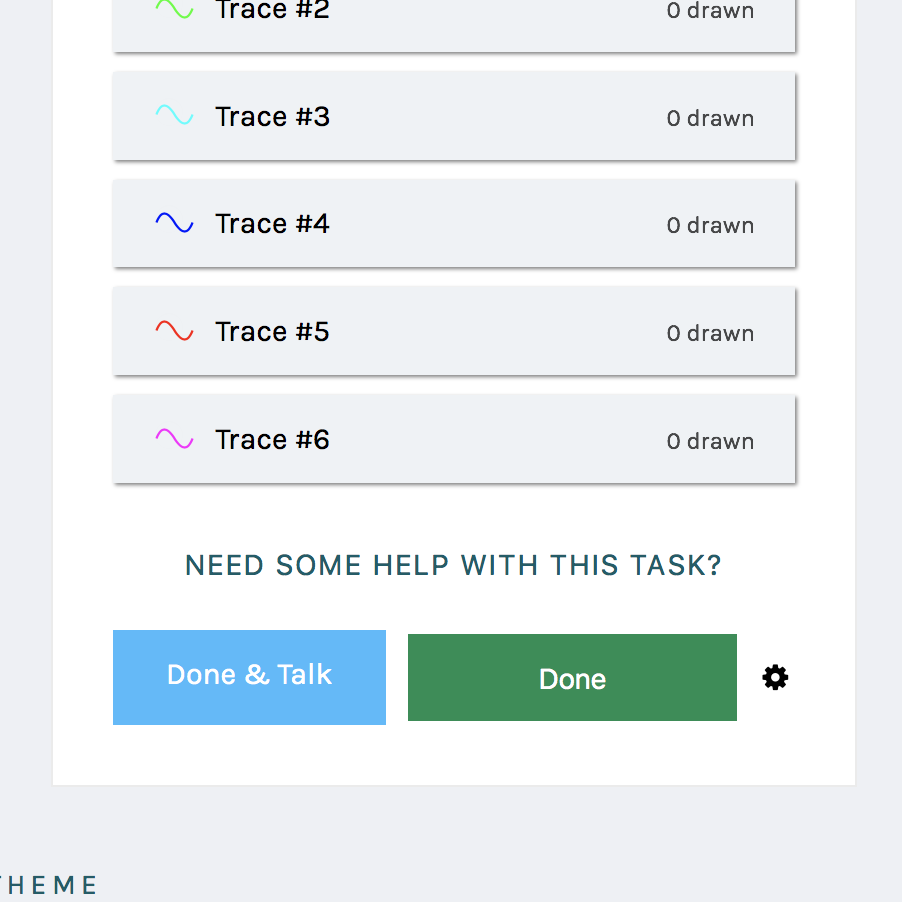 Trace #2 0 drawn
Trace #3 0 drawn
Trace #4 0 drawn
Trace #5 0 drawn
Trace #6 0 drawn
NEED SOME HELP WITH THIS TASK?
Done & Talk Done
THEME